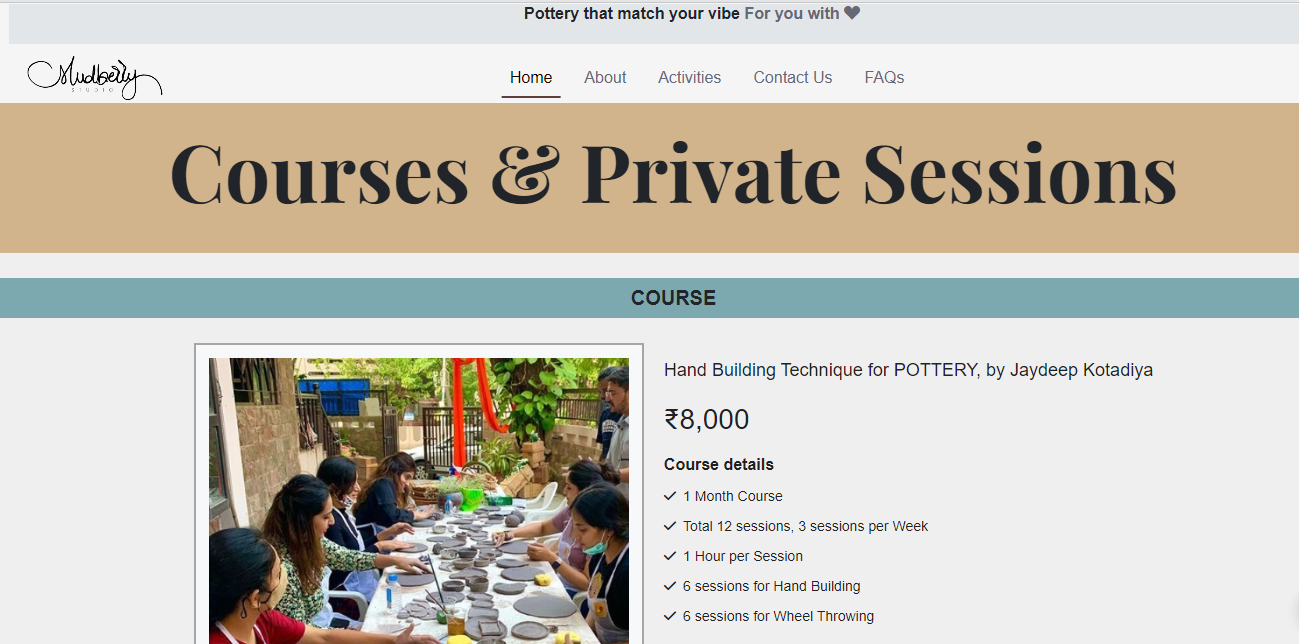 Pottery that match your vibe For you with ❤
Mudberry
STUDIO
Home About Activities Contact Us FAQs
Courses & Private Sessions
COURSE
Hand Building Technique for POTTERY, by Jaydeep Kotadiya
₹8,000
Course details
✓ 1 Month Course
✓ Total 12 sessions, 3 sessions per Week
✓ 1 Hour per Session
✓ 6 sessions for Hand Building
✓ 6 sessions for Wheel Throwing